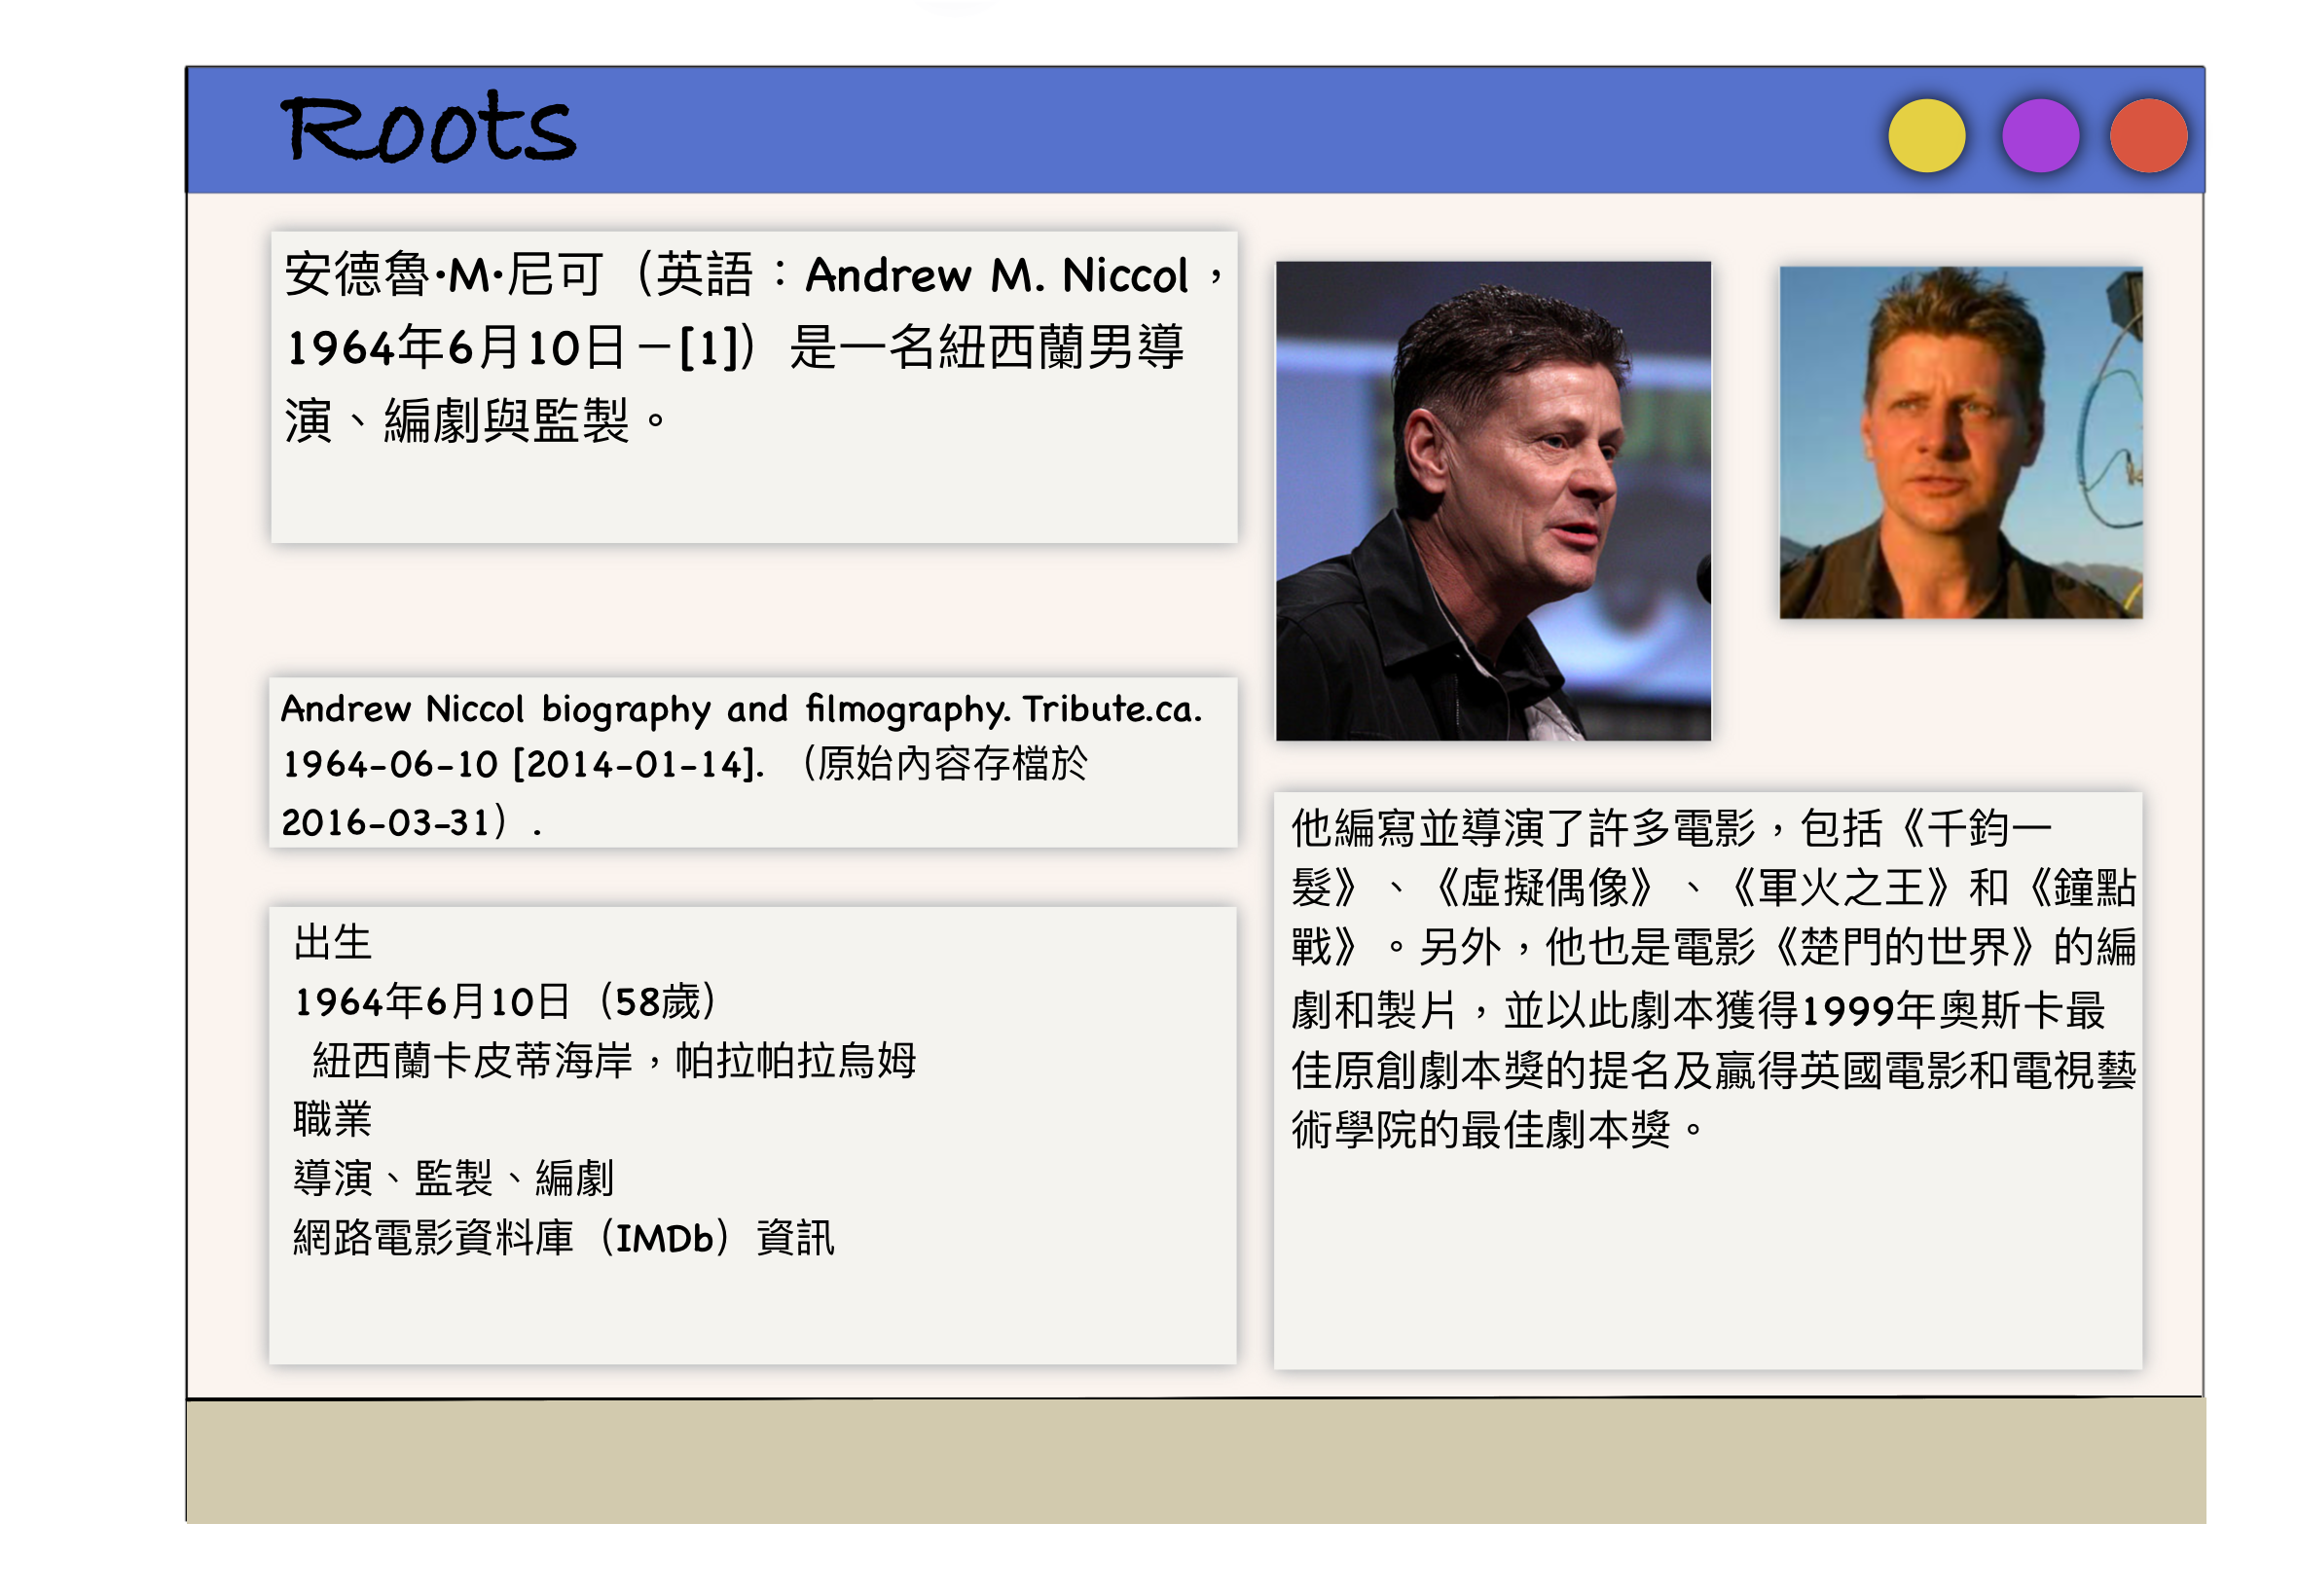 Roots
安德魯·M·尼可（英語：Andrew M. Niccol，
1964年6月10日－[1]）是一名紐西蘭男導
演、編劇與監製。
Andrew Niccol biography and filmography. Tribute.ca.
1964-06-10 [2014-01-14]. （原始內容存檔於
2016-03-31）.
出生
1964年6月10日（58歲）
紐西蘭卡皮蒂海岸，帕拉帕拉烏姆
職業
導演、監製、編劇
網路電影資料庫（IMDb）資訊
他編寫並導演了許多電影，包括《千鈞一
髮》、《虛擬偶像》、《軍火之王》和《鐘點
戰》。另外，他也是電影《楚門的世界》的編
劇和製片，並以此劇本獲得1999年奧斯卡最
佳原創劇本獎的提名及贏得英國電影和電視藝
術學院的最佳劇本獎。